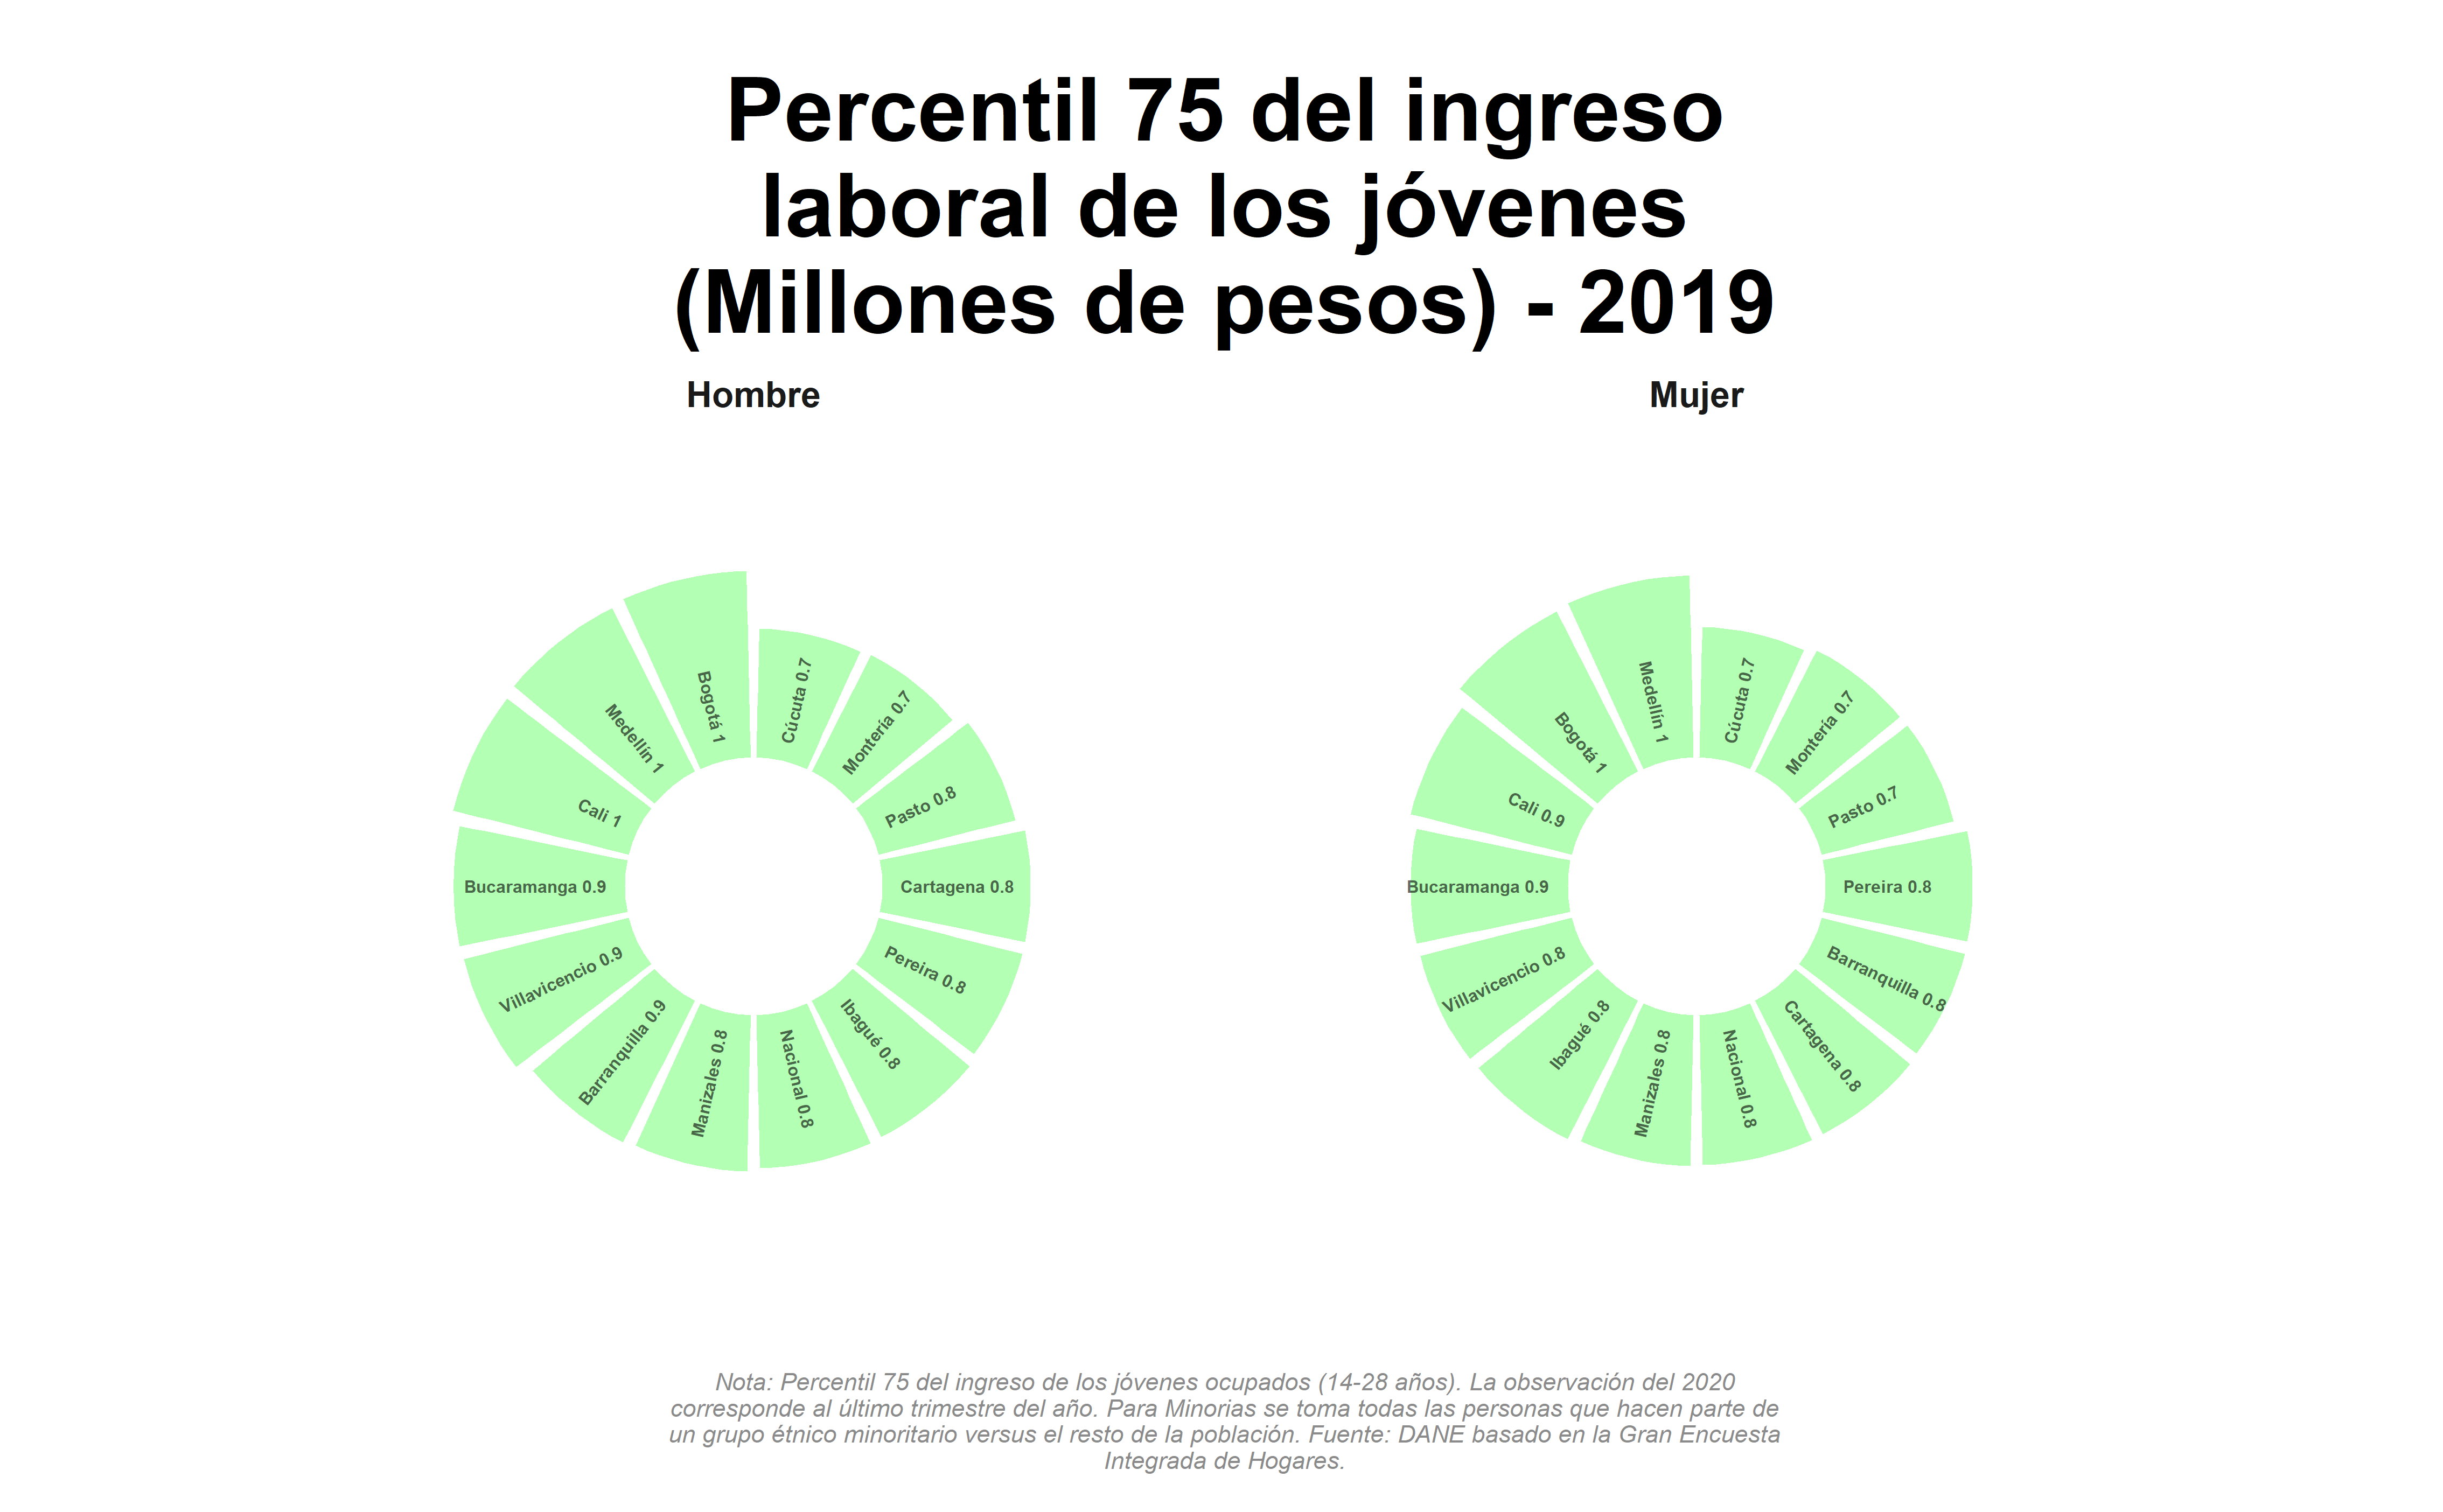 Percentil 75 del ingreso
laboral de los jóvenes
(Millones de pesos) - 2019
Hombre
Mujer
Bogotá 1
Cúcuta 0.7
Montería 0.7
Pasto 0.8
Cartagena 0.8
Pereira 0.8
Ibagué 0.8
Nacional 0.8
Manizales 0.8
Barranquilla 0.9
Villavicencio 0.9
Bucaramanga 0.9
Cali 1
Medellín 1
Medellín 1
Cúcuta 0.7
Montería 0.7
Pasto 0.7
Pereira 0.8
Barranquilla 0.8
Cartagena 0.8
Nacional 0.8
Manizales 0.8
Ibagué 0.8
Villavicencio 0.8
Bucaramanga 0.9
Cali 0.9
Bogotá 1
Nota: Percentil 75 del ingreso de los jóvenes ocupados (14-28 años). La observación del 2020
corresponde al último trimestre del año. Para Minorias se toma todas las personas que hacen parte de
un grupo étnico minoritario versus el resto de la población. Fuente: DANE basado en la Gran Encuesta
Integrada de Hogares.